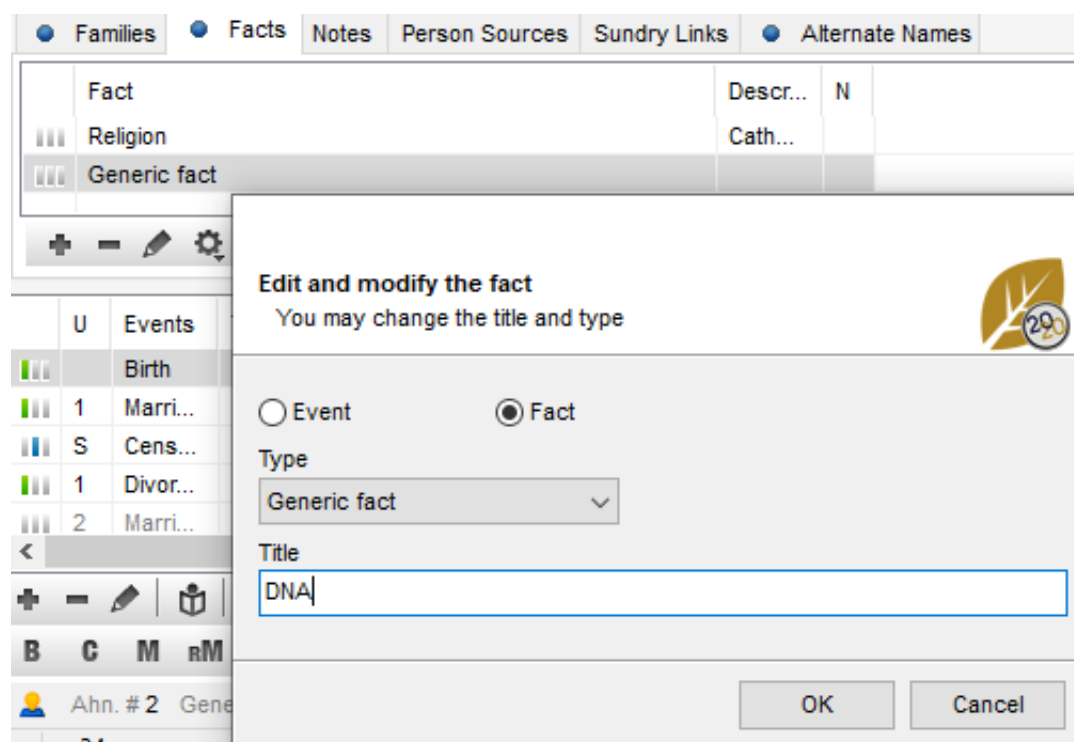 Families Facts Notes Person Sources Sundry Links Alternate Names
Fact Descr... N
Religion Cath...
Generic fact
Edit and modify the fact
You may change the title and type
2020
U Events
Birth
1 Marri...
S Cens...
1 Divor...
2 Marri...
Event Fact
Type
Generic fact
Title
DNA
B C M RM
OK Cancel
Ahn. # 2 Gene